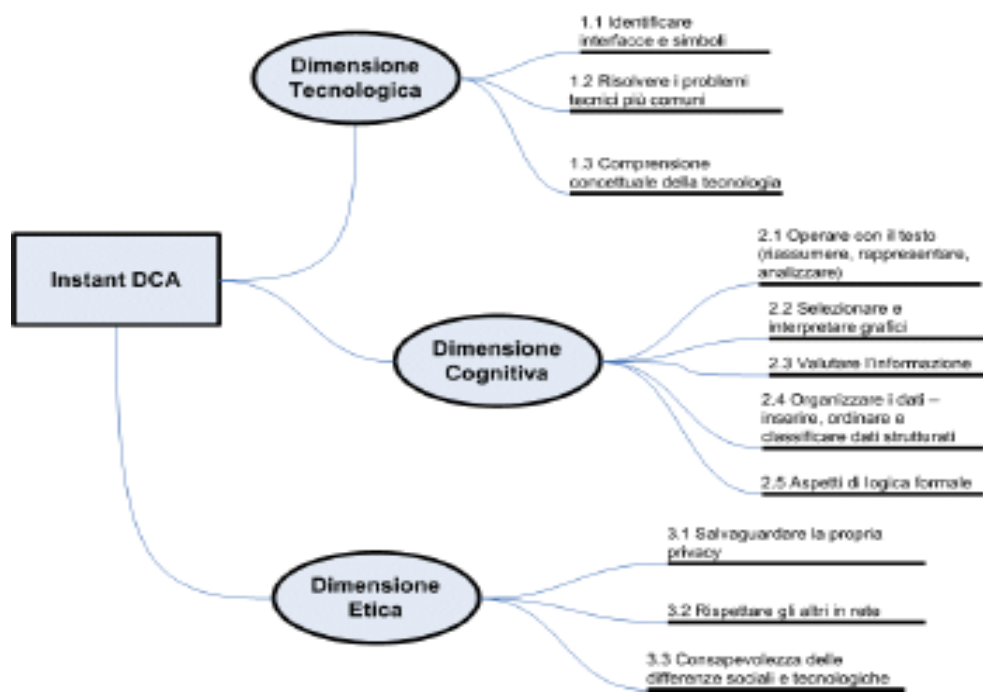 1.1 Identificare
interfacce e simboli
Dimensione
Tecnologica
1.2 Risolvere i problemi
tecnici più comuni
1.3 Comprensione
concettuale della tecnologia
Instant DCA
2.1 Operare con il testo
(riassumere, rappresentare,
analizzare)
2.2 Selezionare e
interpretare grafici
Dimensione
Cognitiva
2.3 Valutare l'informazione
2.4 Organizzare i dati –
inserire, ordinare e
classificare dati strutturati
2.5 Aspetti di logica formale
3.1 Salvaguardare la propria
privacy
Dimensione
Etica
3.2 Rispettare gli altri in rete
3.3 Consapevolezza delle
differenze sociali e tecnologiche